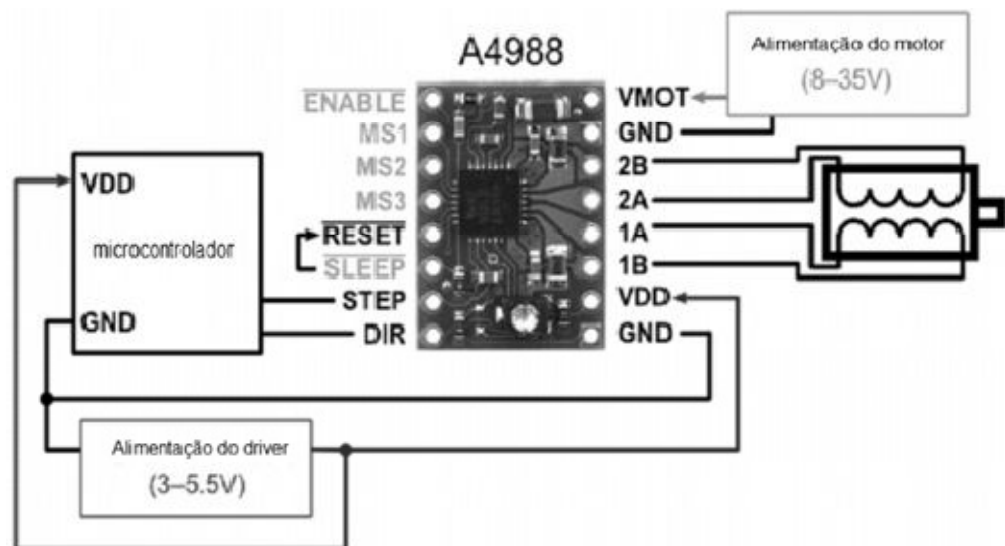 A4988
Alimentação do motor
(8–35V)
ENABLE
MS1
MS2
MS3
RESET
SLEEP
STEP
DIR
VMOT
GND
2B
2A
1A
1B
VDD
GND
VDD
microcontrolador
GND
Alimentação do driver
(3–5.5V)